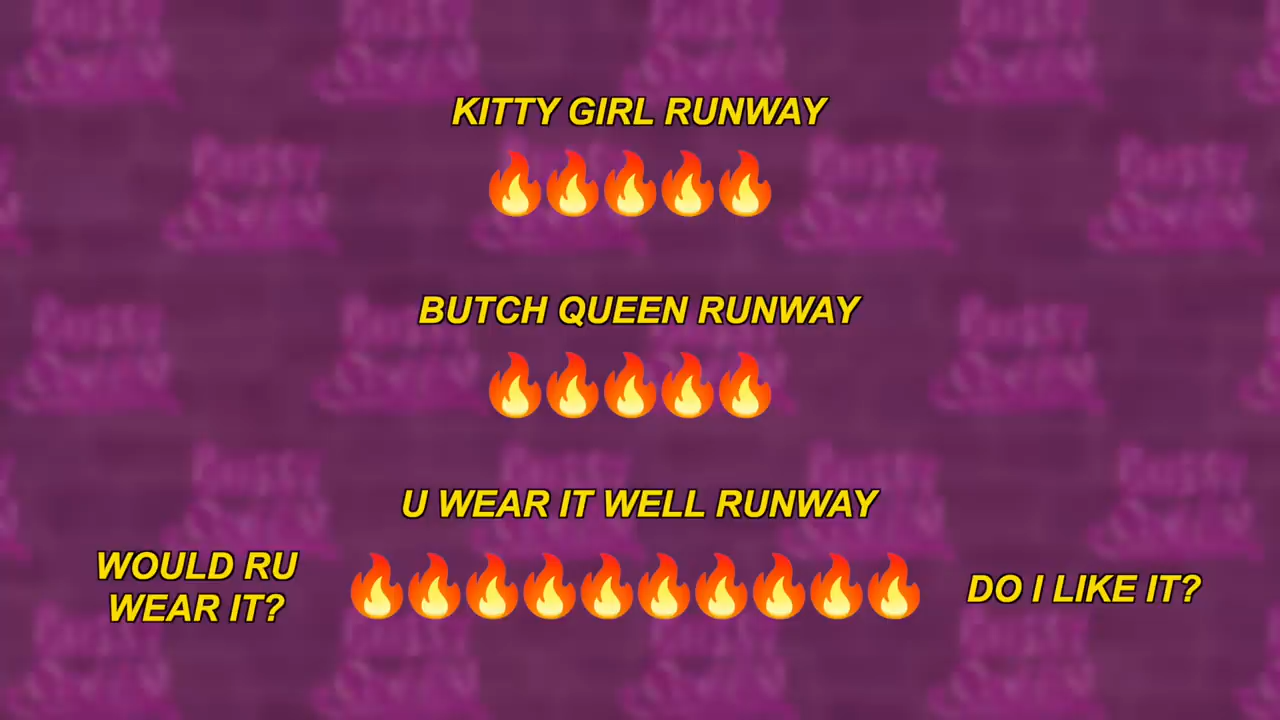 KITTY GIRL RUNWAY
🔥🔥🔥🔥🔥
BUTCH QUEEN RUNWAY
🔥🔥🔥🔥🔥
U WEAR IT WELL RUNWAY
WOULD RU
WEAR IT?
🔥🔥🔥🔥🔥🔥🔥🔥🔥🔥
DO I LIKE IT?